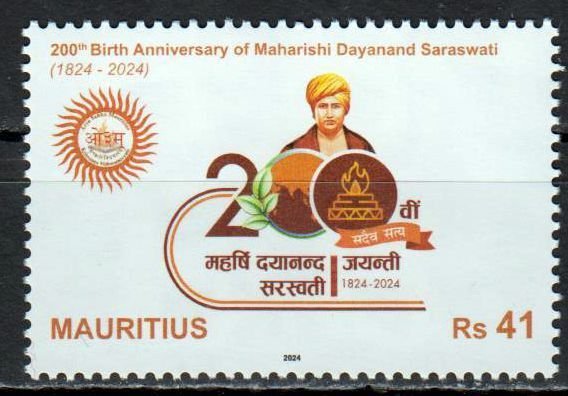 200th Birth Anniversary of Maharishi Dayanand Saraswati
(1824 - 2024)
ओ३म्
200
वीं
सदैव सत्य
महर्षि दयानन्द
सरस्वती
जयन्ती
1824-2024
MAURITIUS
Rs 41
2024